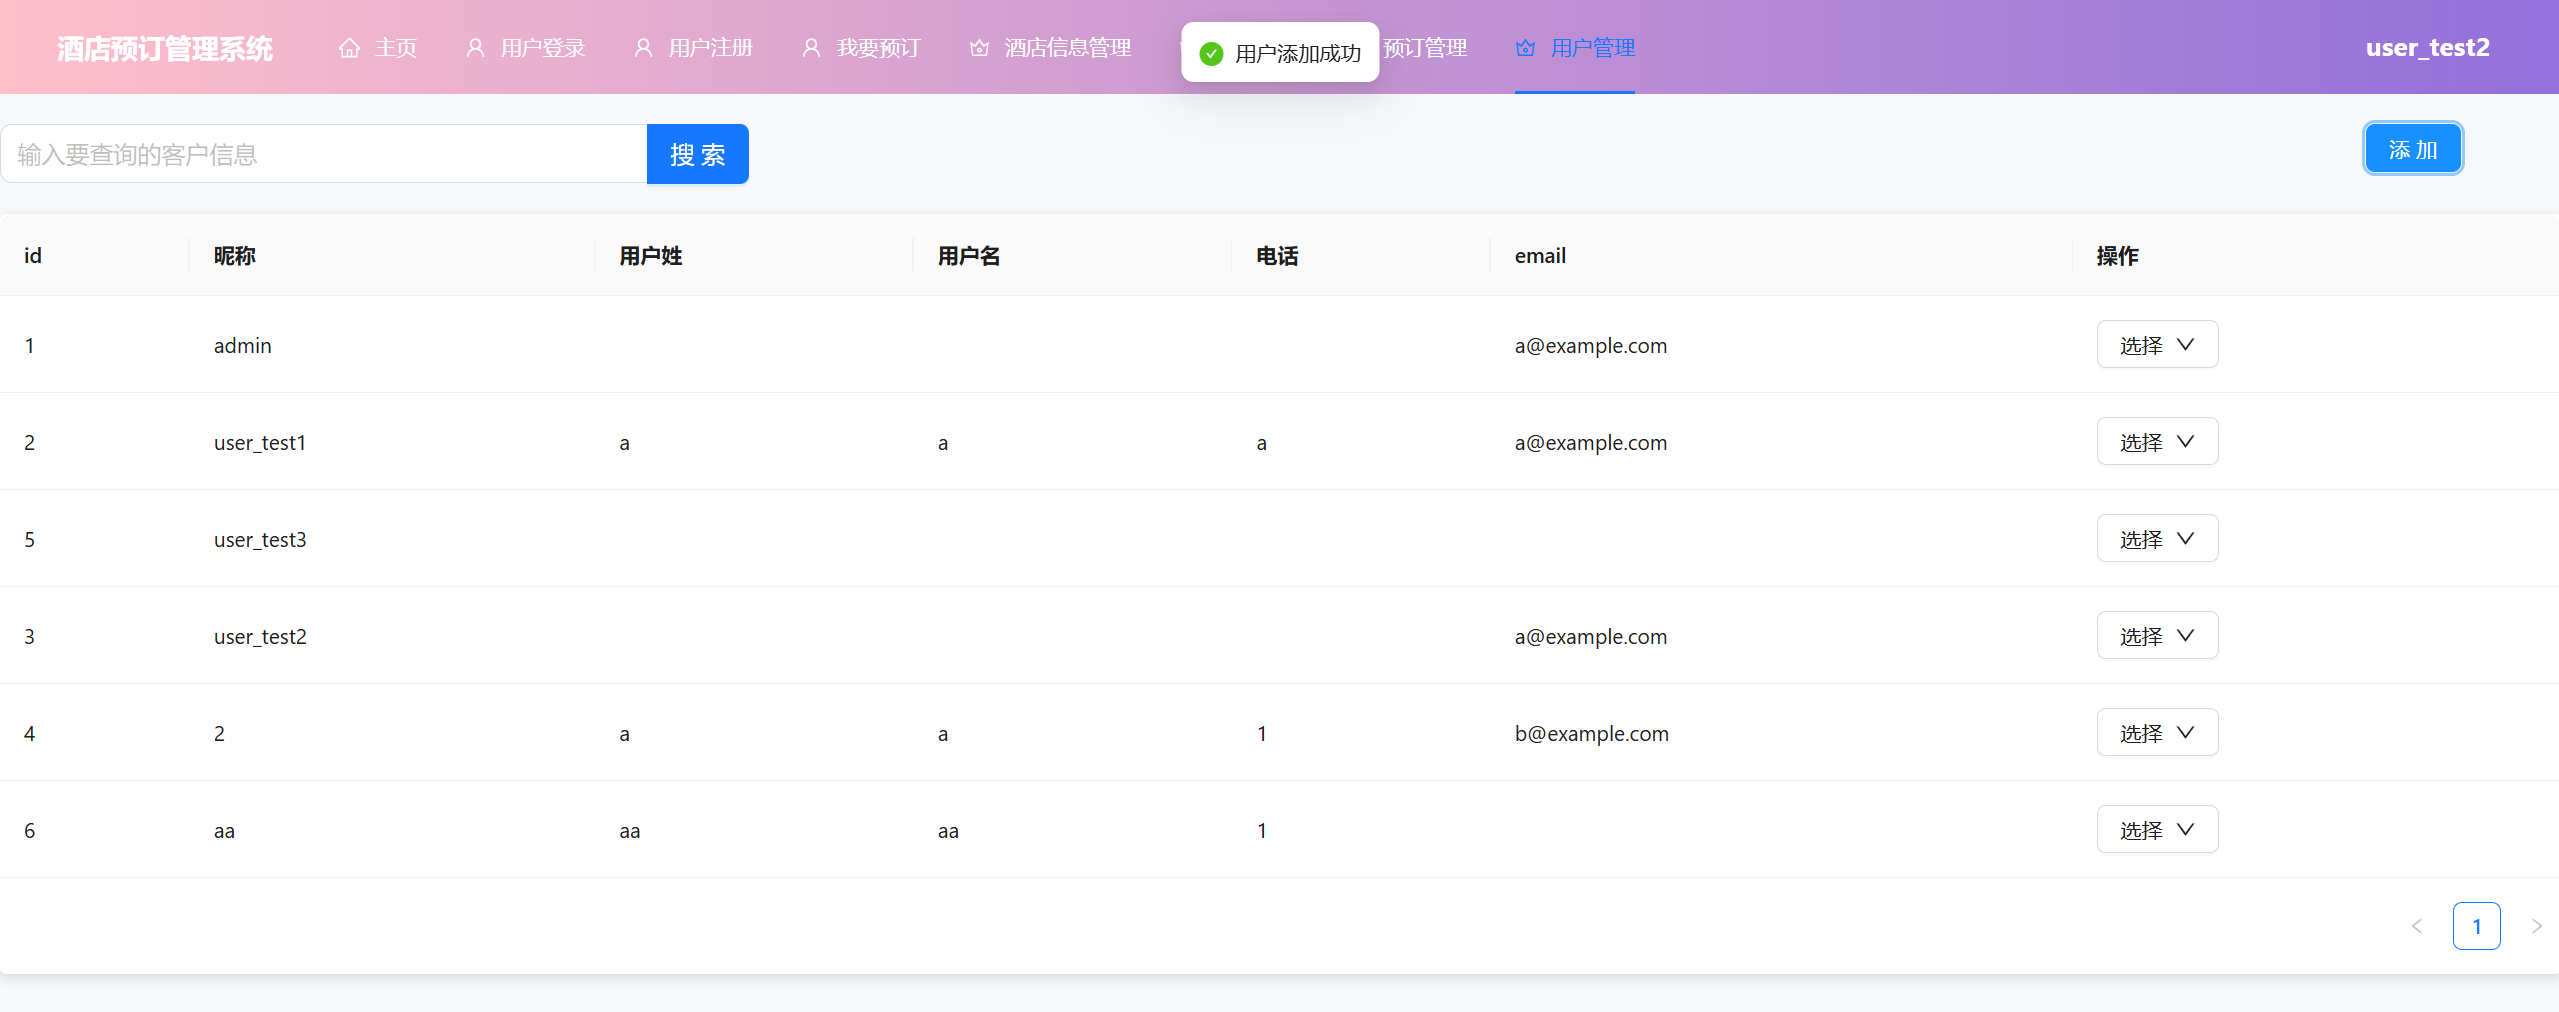 酒店预订管理系统 主页 用户登录 用户注册 我要预订 酒店信息管理 用户添加成功 预订管理 用户管理 user_test2
输入要查询的客户信息 搜索 添加
id 昵称 用户姓 用户名 电话 email 操作
1 admin a@example.com 选择
2 user_test1 a a a a@example.com 选择
5 user_test3 选择
3 user_test2 a@example.com 选择
4 2 a a 1 b@example.com 选择
6 aa aa aa 1 选择
1